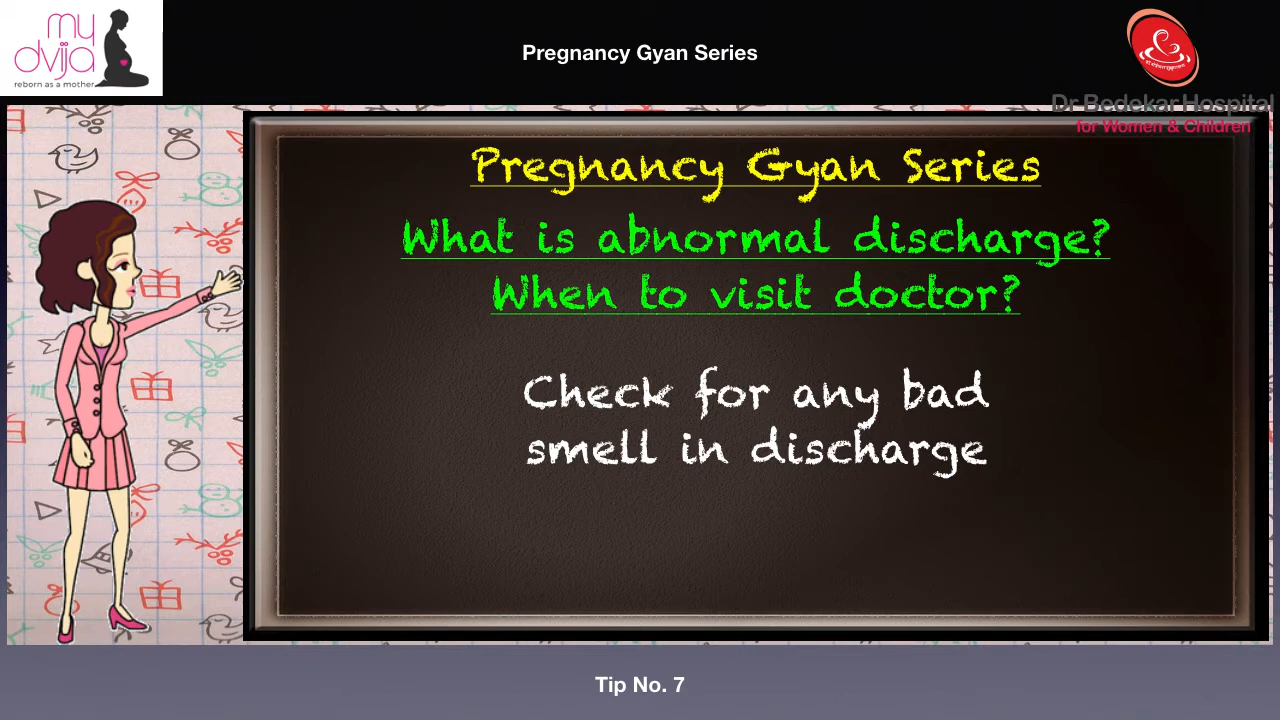 my
dvija
reborn as a mother
Pregnancy Gyan Series
Dr Bedekar Hospital
for Women & Children
Pregnancy Gyan Series
What is abnormal discharge?
When to visit doctor?
Check for any bad
smell in discharge
Tip No. 7